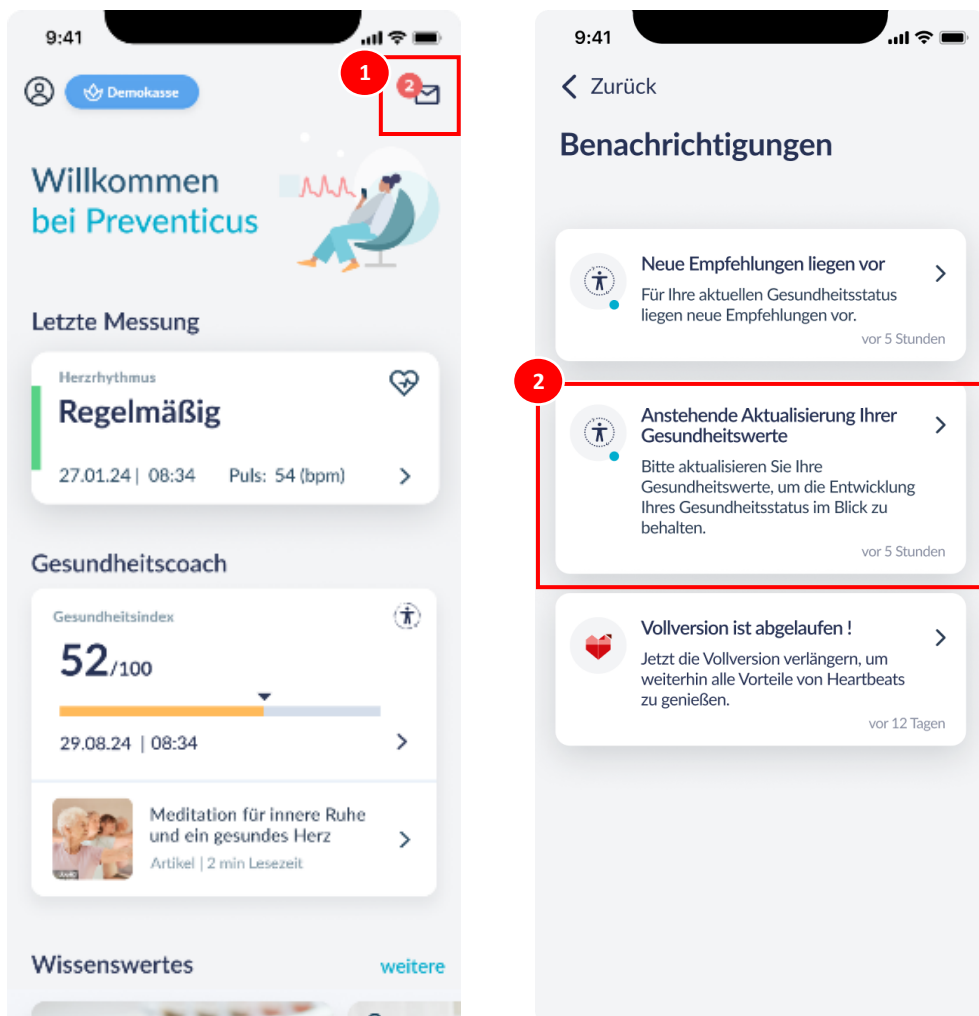 9:41
1
2
Demokasse
Willkommen
bei Preventicus
Letzte Messung
Herzrhythmus
Regelmäßig
27.01.24 | 08:34 Puls: 54 (bpm)
Gesundheitscoach
Gesundheitsindex
52/100
29.08.24 | 08:34
Meditation für innere Ruhe
und ein gesundes Herz
Artikel | 2 min Lesezeit
Wissenswertes weitere
9:41
Zurück
Benachrichtigungen
Neue Empfehlungen liegen vor
Für Ihre aktuellen Gesundheitsstatus
liegen neue Empfehlungen vor.
vor 5 Stunden
2
Anstehende Aktualisierung Ihrer
Gesundheitswerte
Bitte aktualisieren Sie Ihre
Gesundheitswerte, um die Entwicklung
Ihres Gesundheitsstatus im Blick zu
behalten.
vor 5 Stunden
Vollversion ist abgelaufen !
Jetzt die Vollversion verlängern, um
weiterhin alle Vorteile von Heartbeats
zu genießen.
vor 12 Tagen